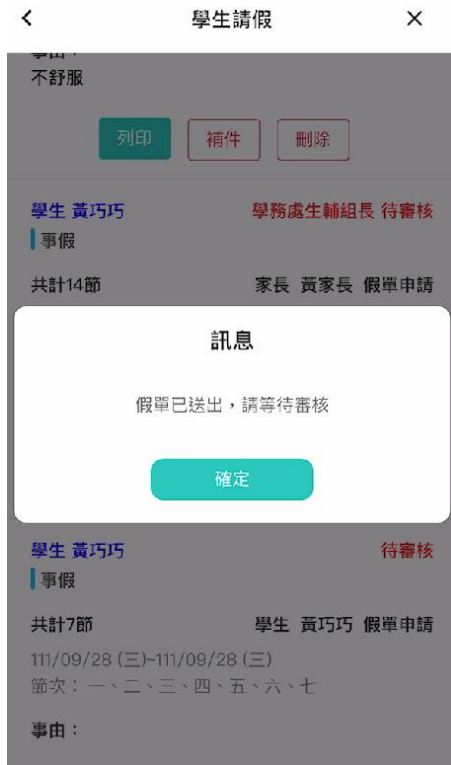 學生請假
事由：
不舒服
列印 補件 刪除
學生 黃巧巧 學務處生輔組長 待審核
事假
共計14節 家長 黃家長 假單申請
訊息
假單已送出，請等待審核
確定
學生 黃巧巧 待審核
事假
共計7節 學生 黃巧巧 假單申請
111/09/28 (三)~111/09/28 (三)
節次： 一、二、三、四、五、六、七
事由：